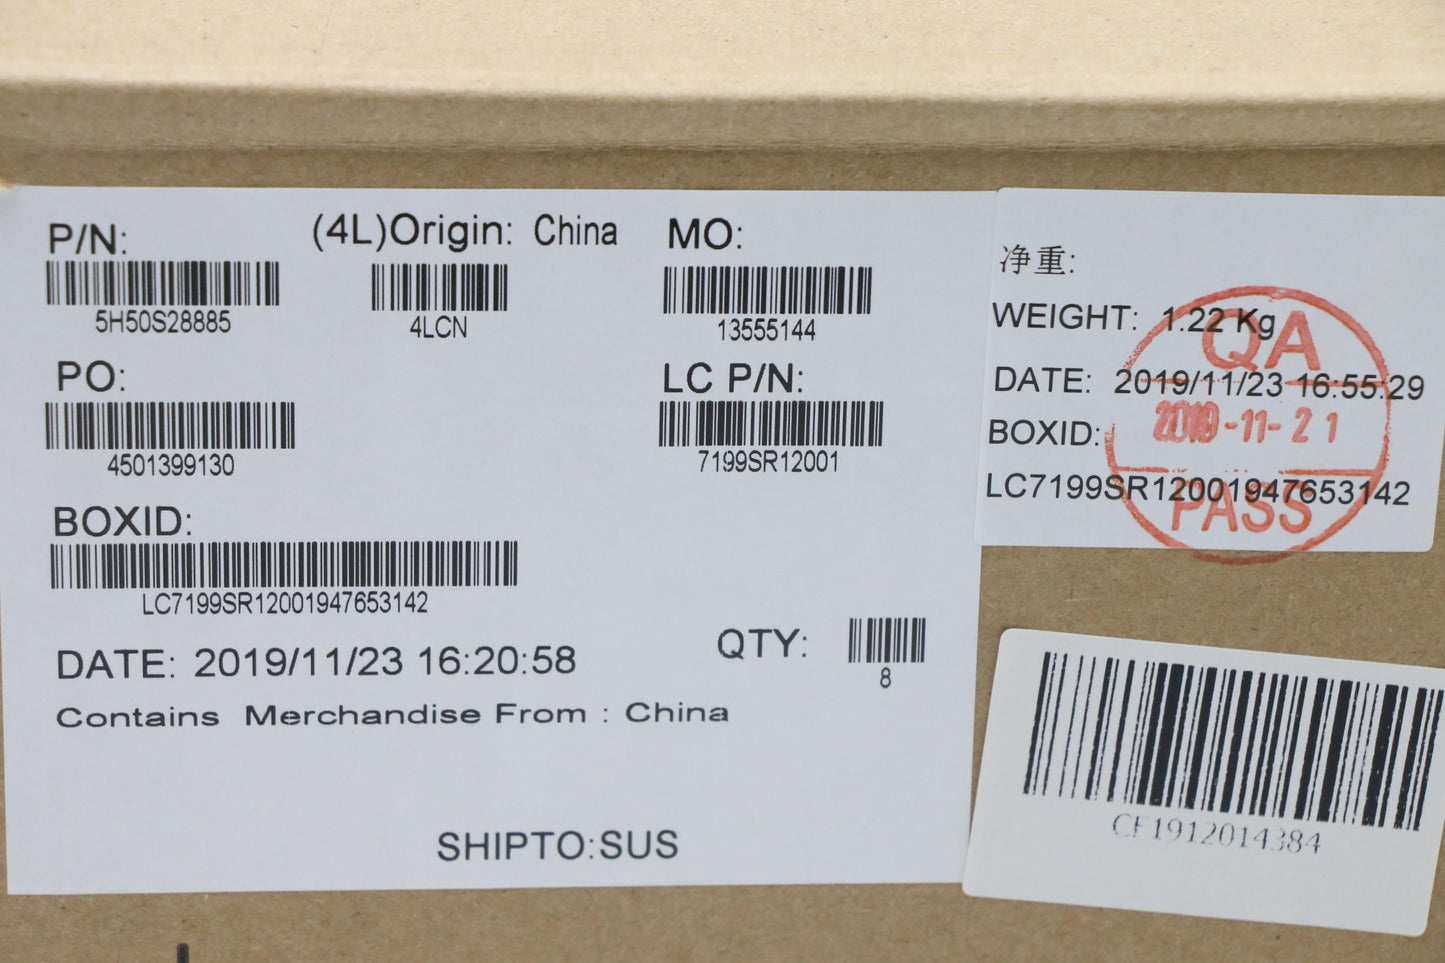 P/N:
5H50S28885
(4L)Origin: China
4LCN
MO:
13555144
PO:
4501399130
LC P/N:
7199SR12001
BOXID:
LC7199SR12001947653142
DATE: 2019/11/23 16:20:58
QTY:
8
Contains Merchandise From : China
SHIPTO:SUS
净重:
WEIGHT: 1.22 Kg
DATE: 2019/11/23 16:55:29
BOXID:
LC7199SR12001947653142
QA
2019-11-21
PASS
CF1912014384